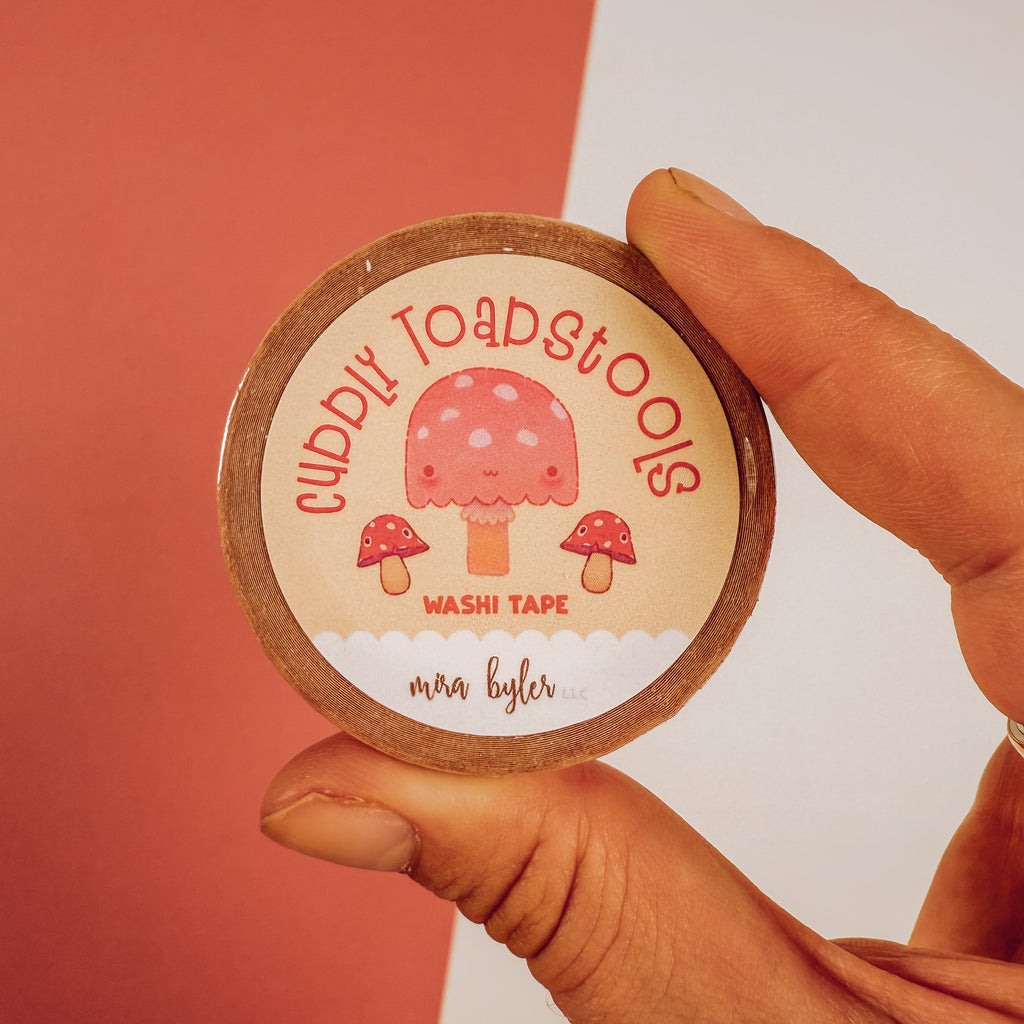 cuddly Toadstools
WASHI TAPE
mira byler LLC